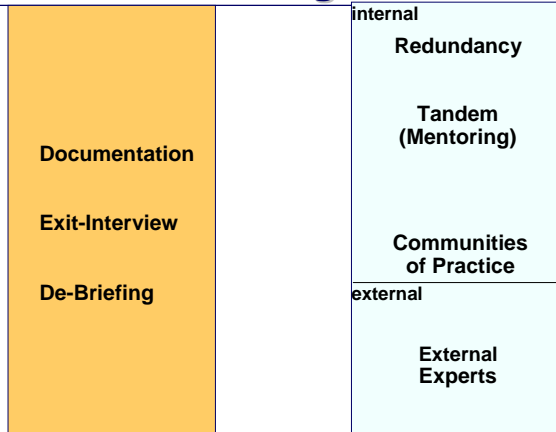 Documentation
Exit-Interview
De-Briefing
internal
Redundancy
Tandem
(Mentoring)
Communities
of Practice
external
External
Experts